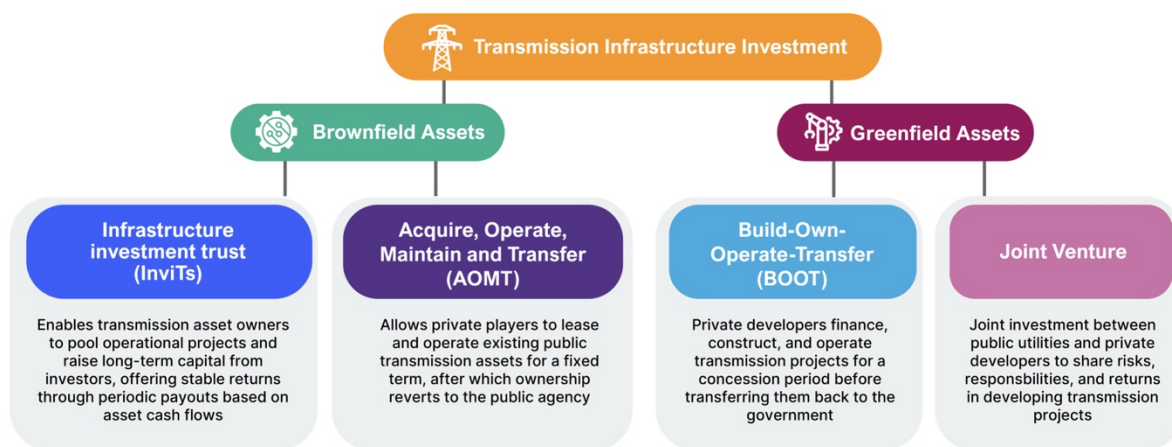 Transmission Infrastructure Investment
Brownfield Assets
Greenfield Assets
Infrastructure
investment trust
(InviTs)
Enables transmission asset owners
to pool operational projects and
raise long-term capital from
investors, offering stable returns
through periodic payouts based on
asset cash flows
Acquire, Operate,
Maintain and Transfer
(AOMT)
Allows private players to lease
and operate existing public
transmission assets for a fixed
term, after which ownership
reverts to the public agency
Build-Own-
Operate-Transfer
(BOOT)
Private developers finance,
construct, and operate
transmission projects for a
concession period before
transferring them back to the
government
Joint Venture
Joint investment between
public utilities and private
developers to share risks,
responsbilities, and returns
in developing transmission
projects